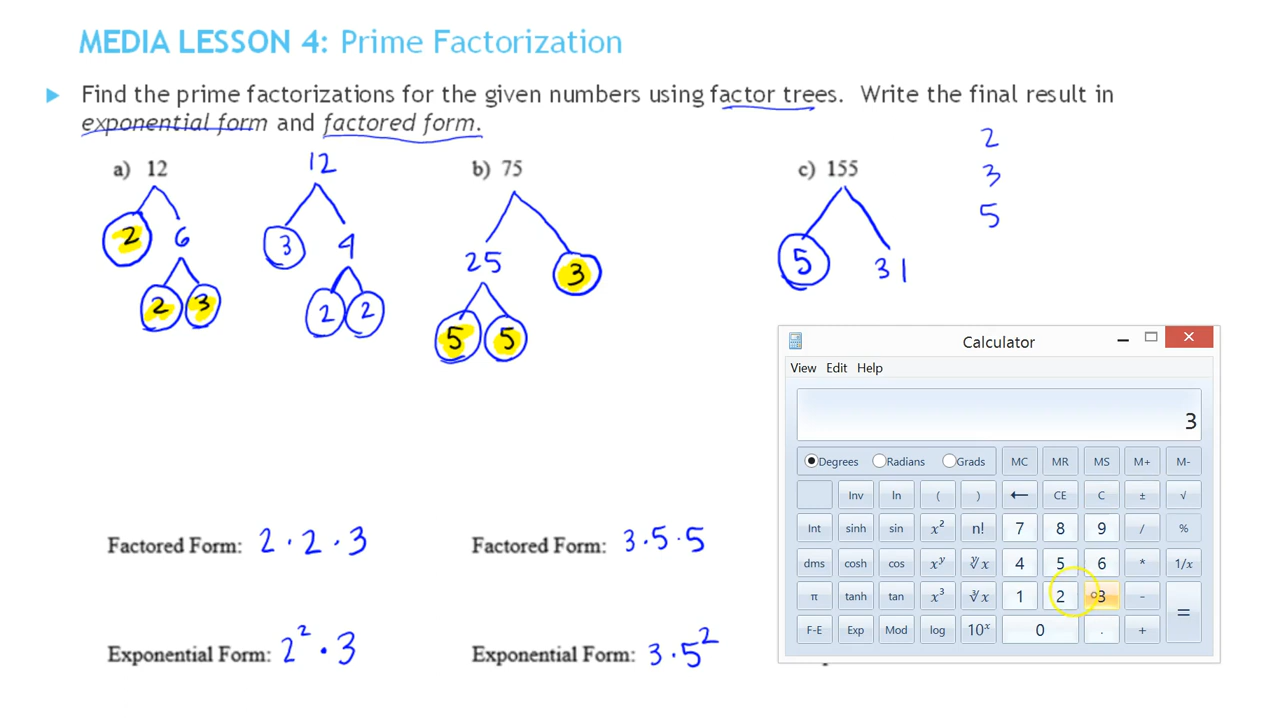 MEDIA LESSON 4: Prime Factorization
Find the prime factorizations for the given numbers using factor trees. Write the final result in
exponential form and factored form.
a) 12
12
2 6
3 4
2 3
2 2
b) 75
25 3
5 5
c) 155
5 31
2
3
5
Factored Form: 2 · 2 · 3
Factored Form: 3 · 5 · 5
Exponential Form: 2² · 3
Exponential Form: 3 · 5²
Calculator
View Edit Help
3
Degrees Radians Grads MC MR MS M+ M-
Inv ln ( ) ← CE C ± √
Int sinh sin x² n! 7 8 9 / %
dms cosh cos xʸ ʸ√x 4 5 6 * 1/x
π tanh tan x³ ³√x 1 2 3 - =
F-E Exp Mod log 10ˣ 0 . +